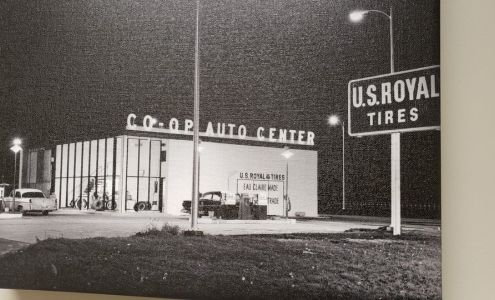 CO-OP AUTO CENTER
U.S. ROYAL
TIRES
U.S. ROYAL TIRES
EAU CLAIRE MADE
TRADE